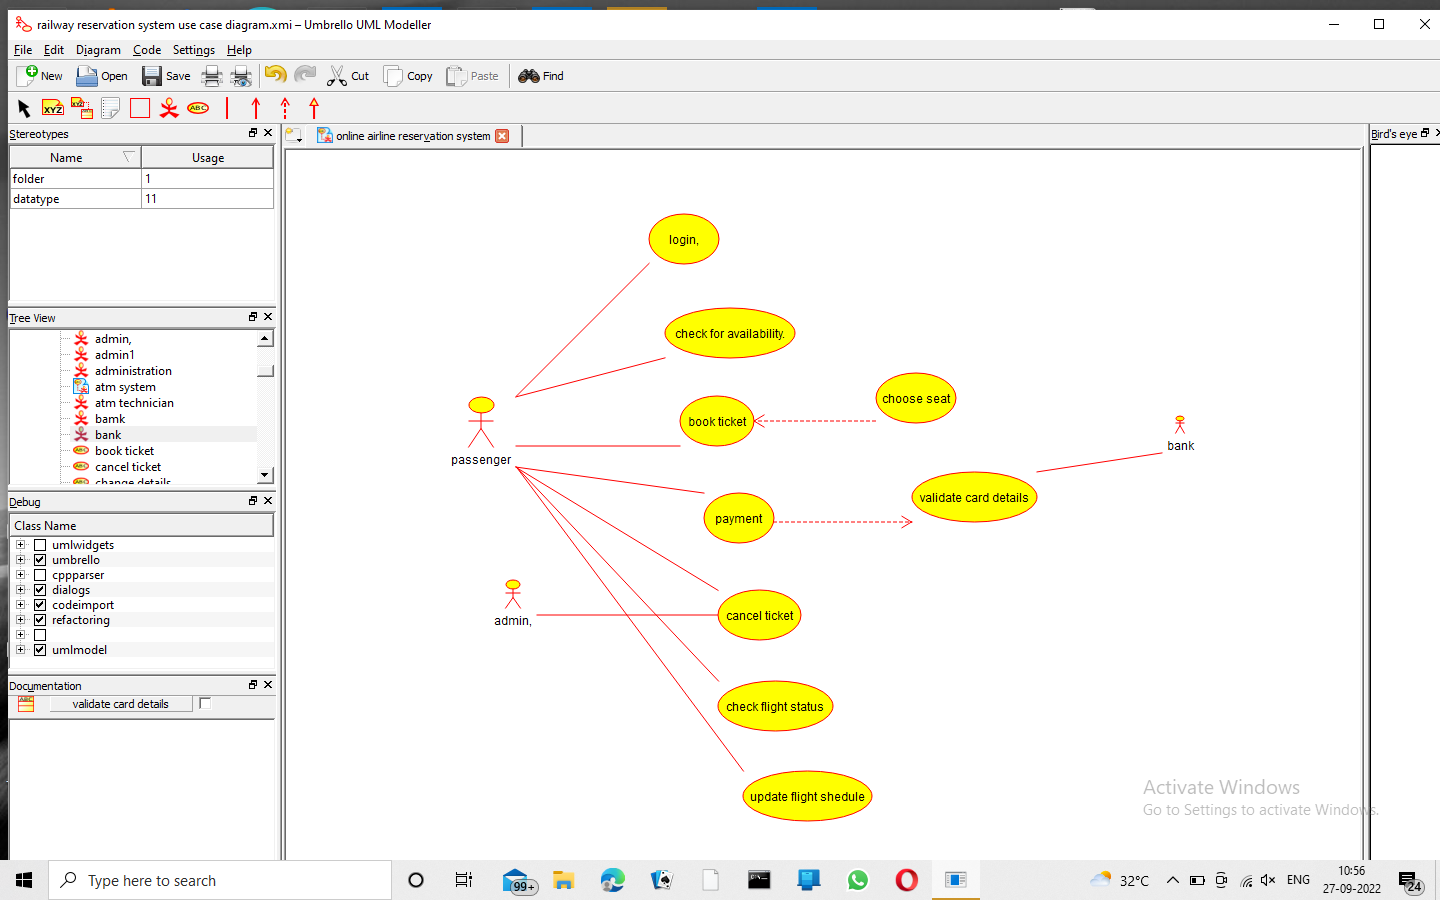 railway reservation system use case diagram.xmi – Umbrello UML Modeller
File Edit Diagram Code Settings Help
New Open Save Cut Copy Paste Find
XYZ XYZ ABC
Stereotypes
Name Usage
folder 1
datatype 11
Tree View
admin,
admin1
administration
atm system
atm technician
bamk
bank
book ticket
cancel ticket
change details
Debug
Class Name
umlwidgets
umbrello
cppparser
dialogs
codeimport
refactoring
umlmodel
Documentation
validate card details
online airline reservation system
Bird's eye
login,
check for availability.
choose seat
book ticket
bank
passenger
validate card details
payment
admin,
cancel ticket
check flight status
update flight shedule
Activate Windows
Go to Settings to activate Windows.
Type here to search
99+
32°C
ENG
10:56
27-09-2022
24